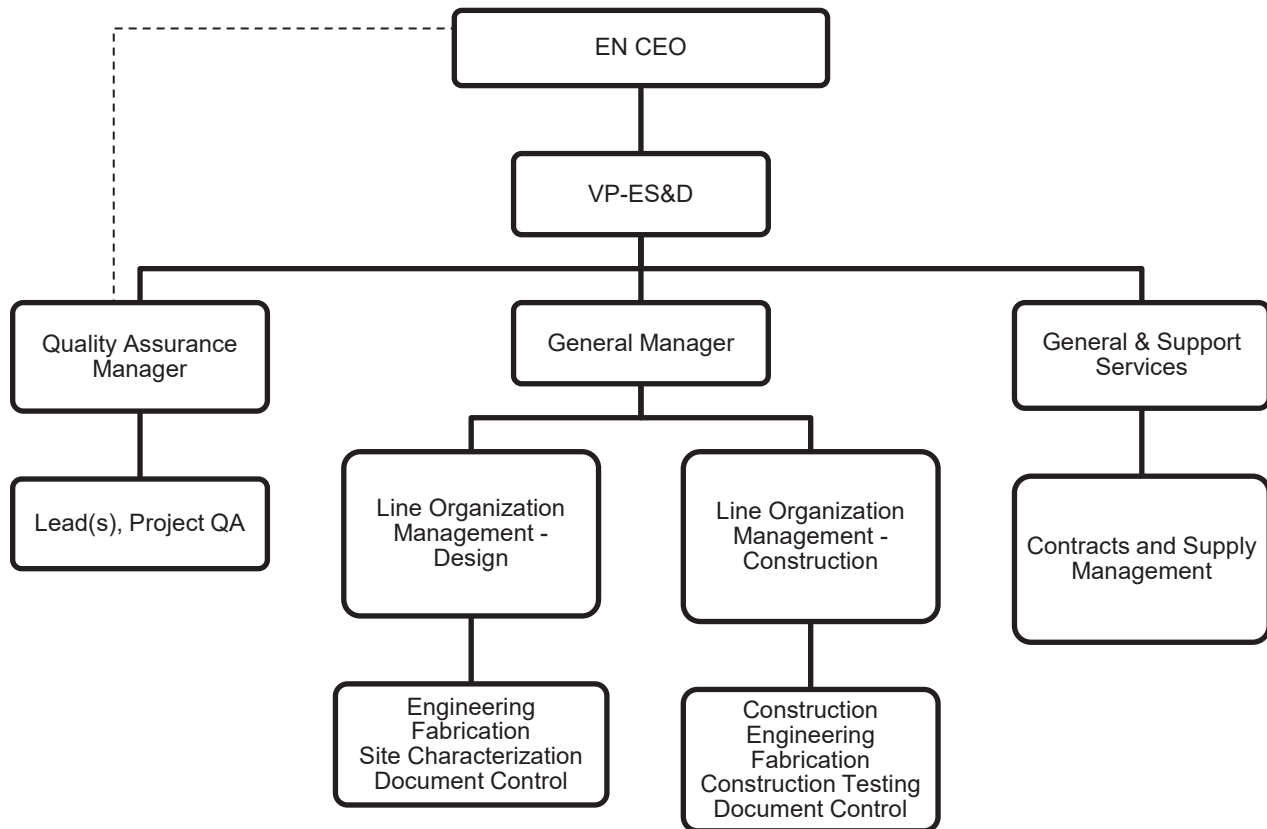 EN CEO
VP-ES&D
Quality Assurance
Manager
General Manager
General & Support
Services
Lead(s), Project QA
Line Organization
Management -
Design
Line Organization
Management -
Construction
Contracts and Supply
Management
Engineering
Fabrication
Site Characterization
Document Control
Construction
Engineering
Fabrication
Construction Testing
Document Control